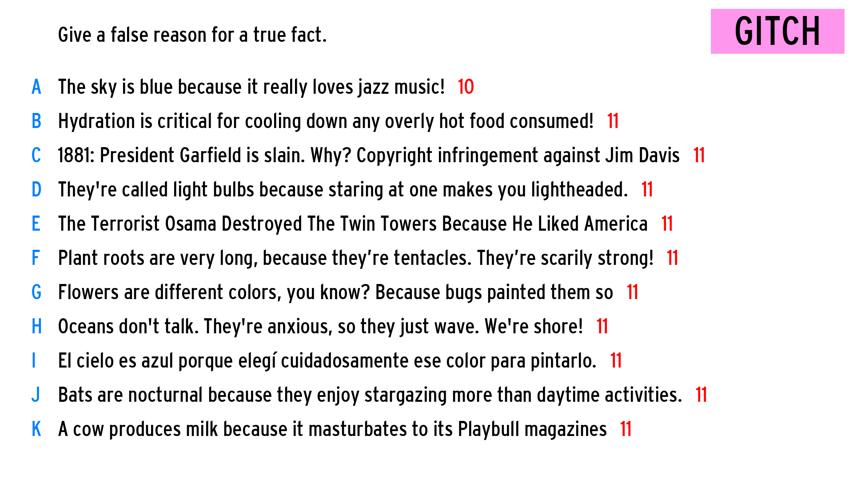 Give a false reason for a true fact.
GITCH
A The sky is blue because it really loves jazz music! 10
B Hydration is critical for cooling down any overly hot food consumed! 11
C 1881: President Garfield is slain. Why? Copyright infringement against Jim Davis 11
D They're called light bulbs because staring at one makes you lightheaded. 11
E The Terrorist Osama Destroyed The Twin Towers Because He Liked America 11
F Plant roots are very long, because they’re tentacles. They’re scarily strong! 11
G Flowers are different colors, you know? Because bugs painted them so 11
H Oceans don't talk. They're anxious, so they just wave. We're shore! 11
I El cielo es azul porque elegí cuidadosamente ese color para pintarlo. 11
J Bats are nocturnal because they enjoy stargazing more than daytime activities. 11
K A cow produces milk because it masturbates to its Playbull magazines 11